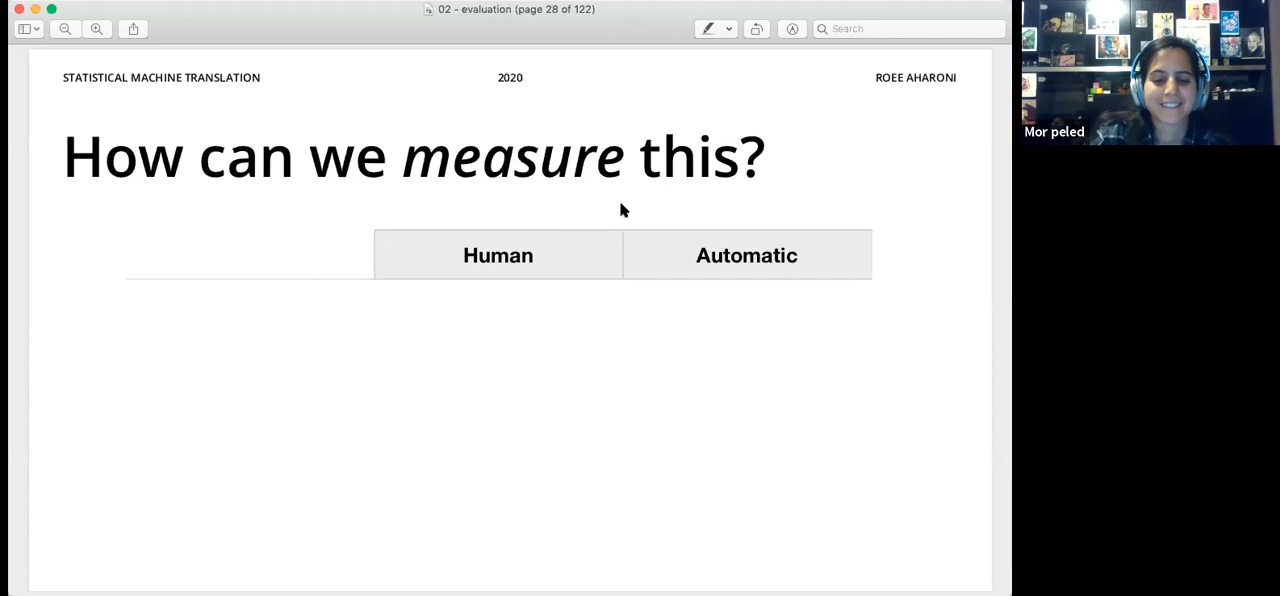 02 - evaluation (page 28 of 122)
Search
STATISTICAL MACHINE TRANSLATION 2020 ROEE AHARONI
How can we measure this?
Human Automatic
Mor peled